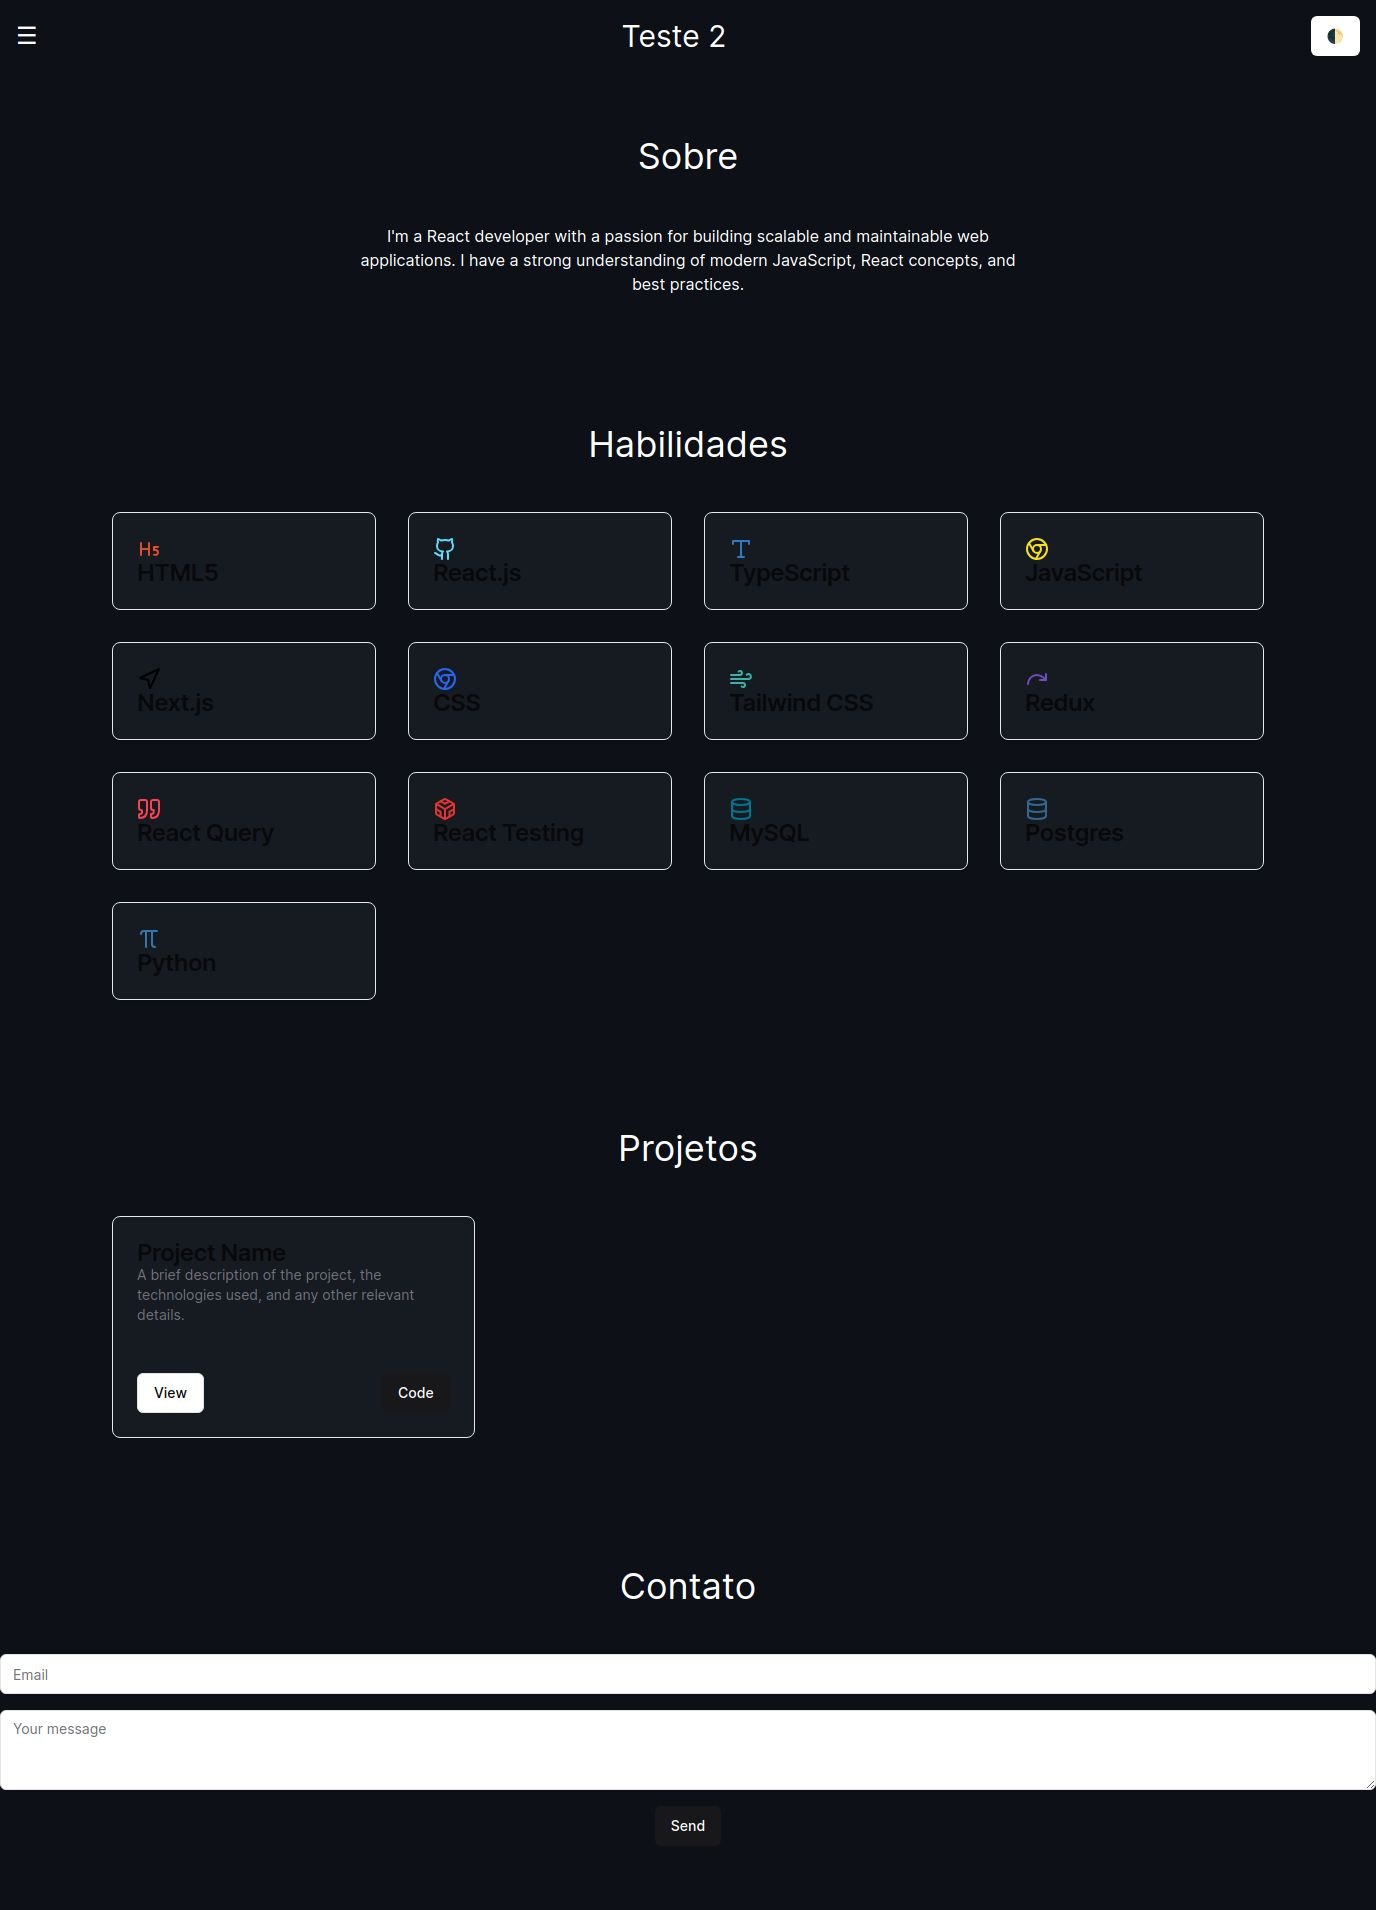 Teste 2
Sobre
I'm a React developer with a passion for building scalable and maintainable web
applications. I have a strong understanding of modern JavaScript, React concepts, and
best practices.
Habilidades
H5
HTML5
React.js
TypeScript
JavaScript
Next.js
CSS
Tailwind CSS
Redux
React Query
React Testing
MySQL
Postgres
Python
Projetos
Project Name
A brief description of the project, the
technologies used, and any other relevant
details.
View
Code
Contato
Email
Your message
Send